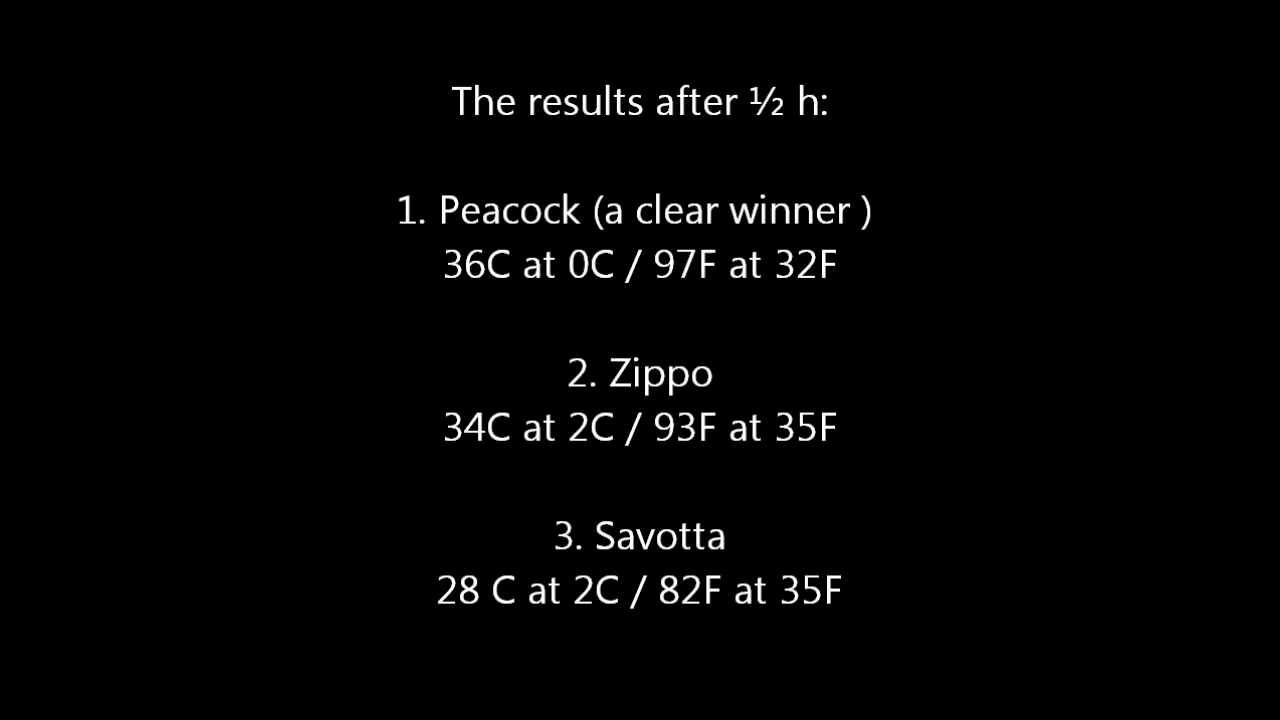 The results after ½ h:
1. Peacock (a clear winner )
36C at 0C / 97F at 32F
2. Zippo
34C at 2C / 93F at 35F
3. Savotta
28 C at 2C / 82F at 35F